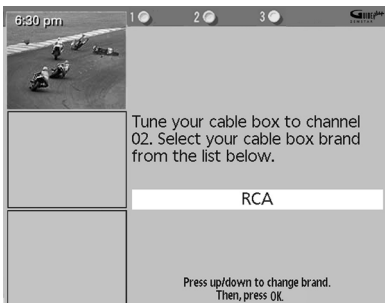 6:30 pm
1 2 3
Tune your cable box to channel
02. Select your cable box brand
from the list below.
RCA
Press up/down to change brand.
Then, press OK.